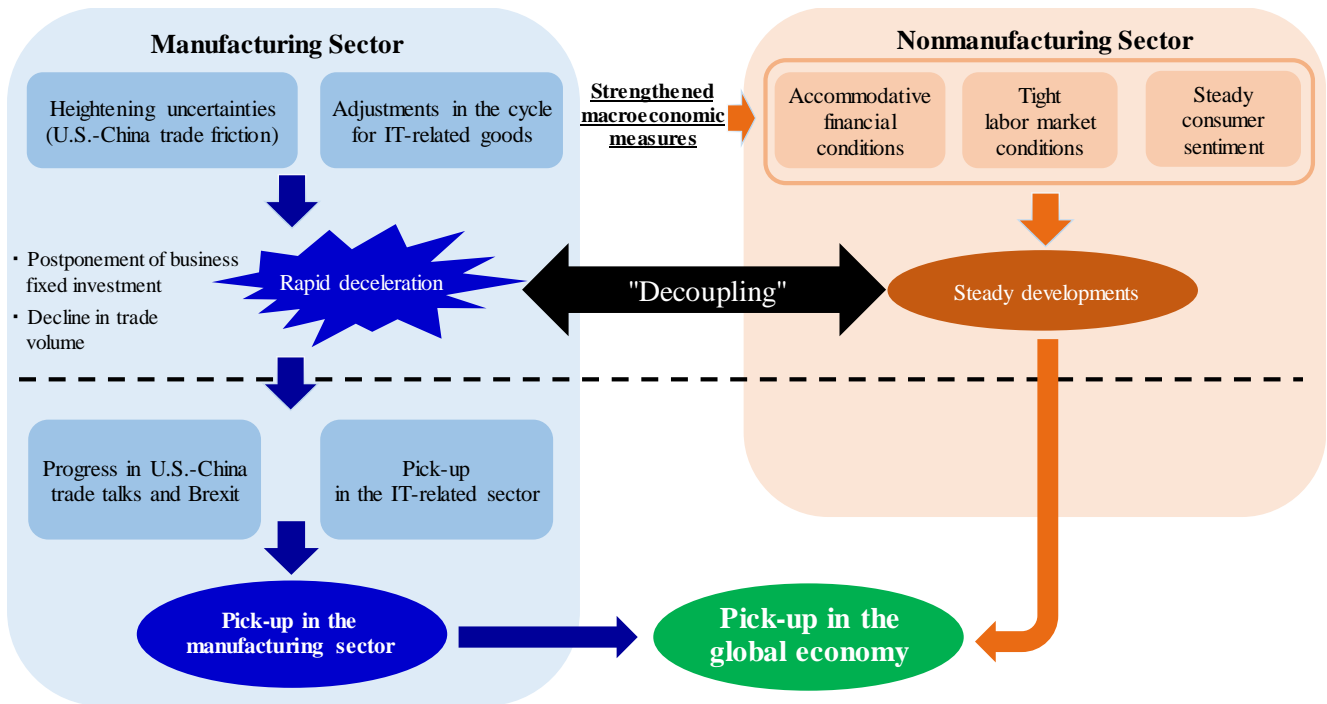 Manufacturing Sector
Heightening uncertainties
(U.S.-China trade friction)
Adjustments in the cycle
for IT-related goods
Strengthened
macroeconomic
measures
Nonmanufacturing Sector
Accommodative
financial
conditions
Tight
labor market
conditions
Steady
consumer
sentiment
・ Postponement of business
fixed investment
・ Decline in trade
volume
Rapid deceleration
"Decoupling"
Steady developments
Progress in U.S.-China
trade talks and Brexit
Pick-up
in the IT-related sector
Pick-up in the
manufacturing sector
Pick-up in the
global economy